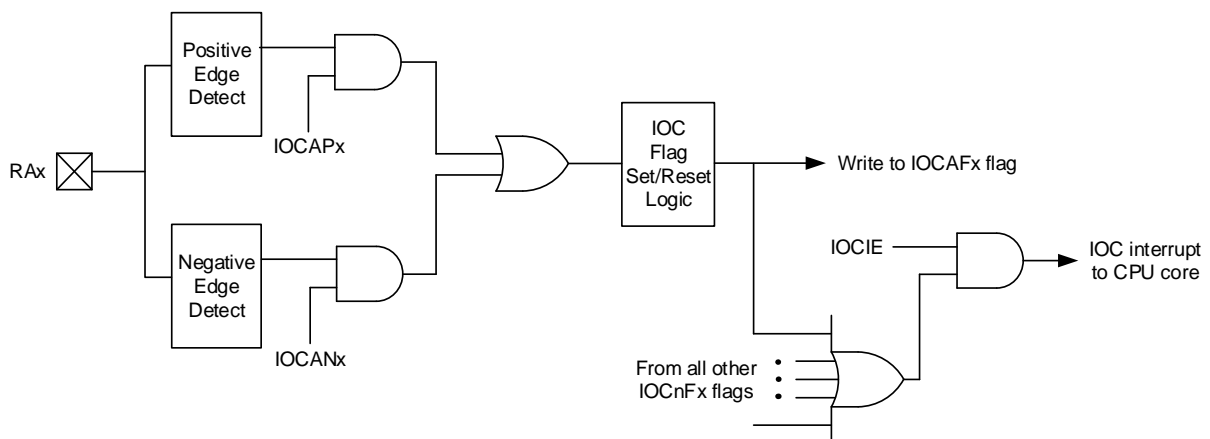 Positive
Edge
Detect
IOCAPx
RAx
Negative
Edge
Detect
IOCANx
IOC
Flag
Set/Reset
Logic
Write to IOCAFx flag
IOCIE
IOC interrupt
to CPU core
From all other
IOCnFx flags